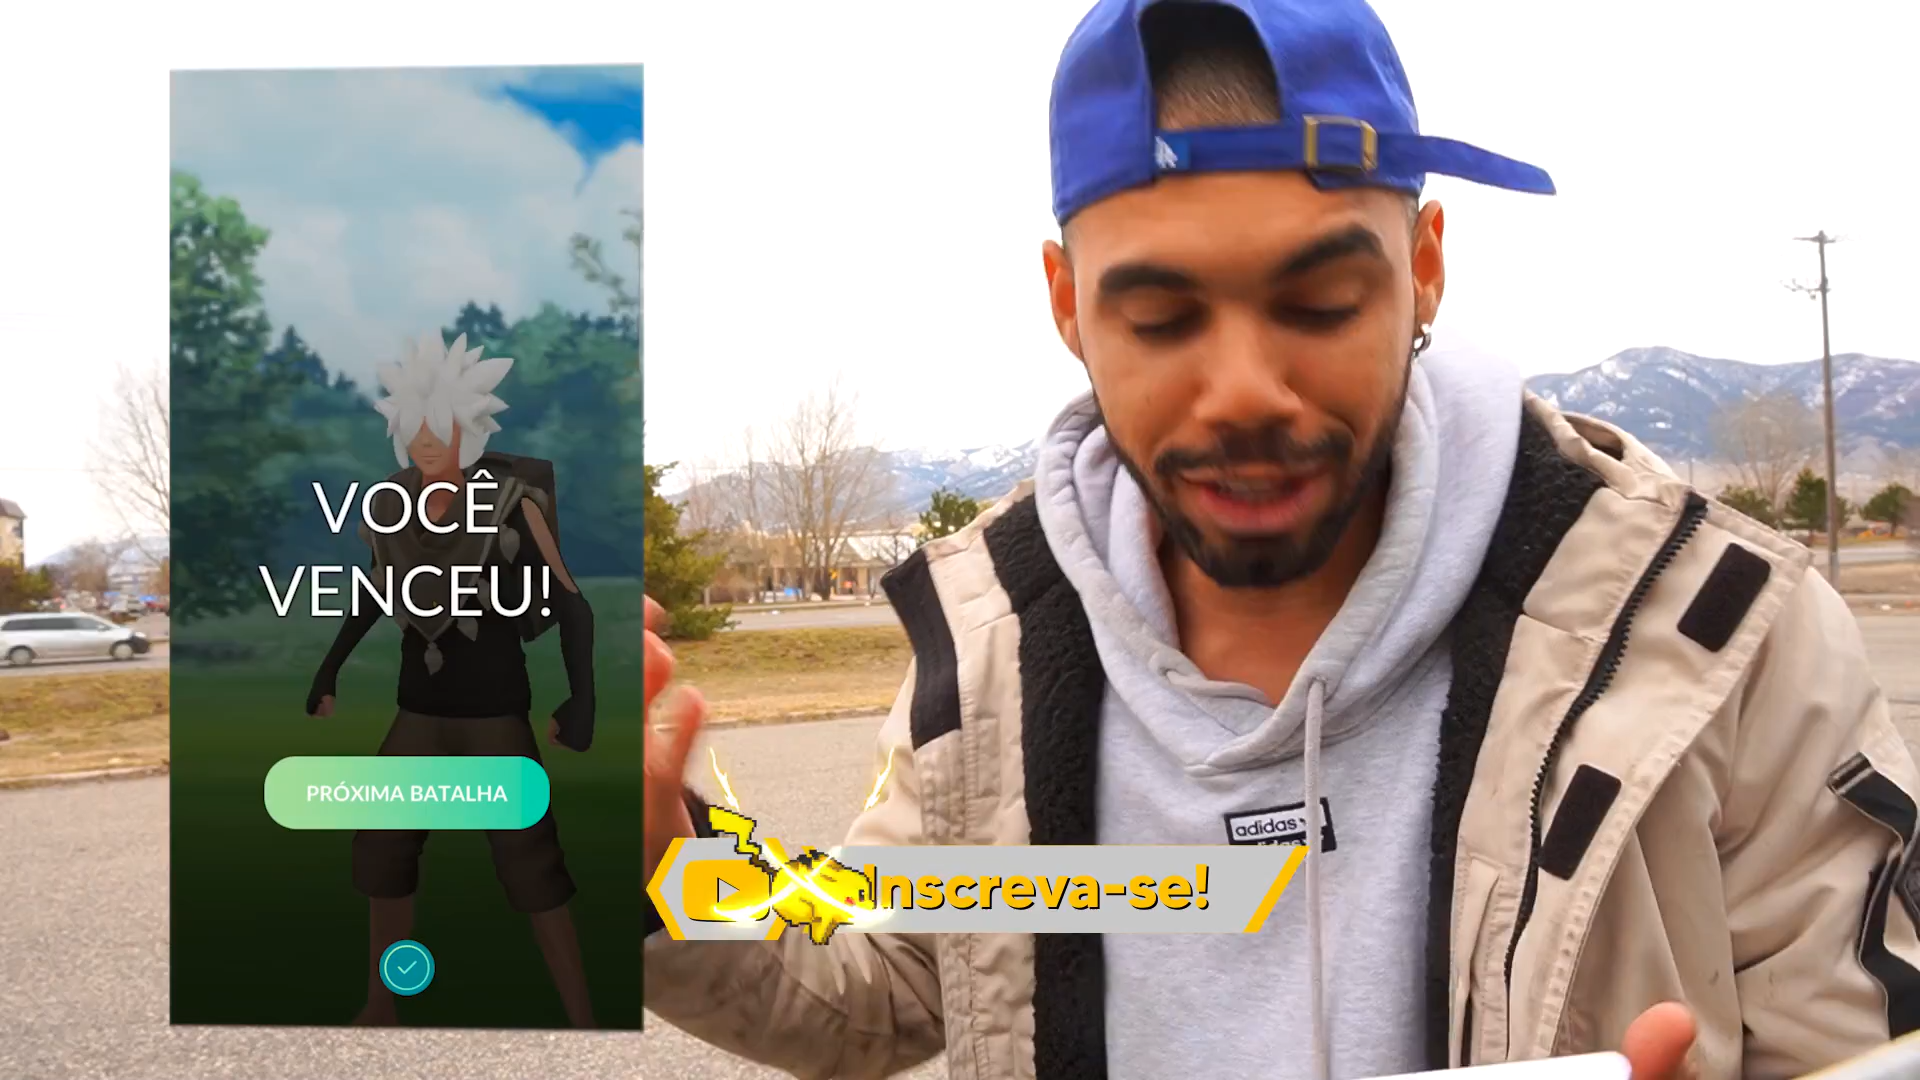 VOCÊ
VENCEU!
PRÓXIMA BATALHA
adidas
Inscreva-se!